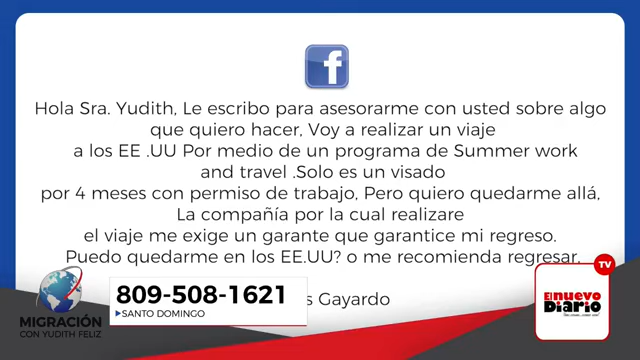 f
Hola Sra. Yudith, Le escribo para asesorarme con usted sobre algo
que quiero hacer, Voy a realizar un viaje
a los EE .UU Por medio de un programa de Summer work
and travel .Solo es un visado
por 4 meses con permiso de trabajo, Pero quiero quedarme allá,
La compañía por la cual realizare
el viaje me exige un garante que garantice mi regreso.
Puedo quedarme en los EE.UU? o me recomienda regresar.
s Gayardo
809-508-1621
SANTO DOMINGO
MIGRACIÓN
CON YUDITH FELIZ
TV
El nuevo
Diario